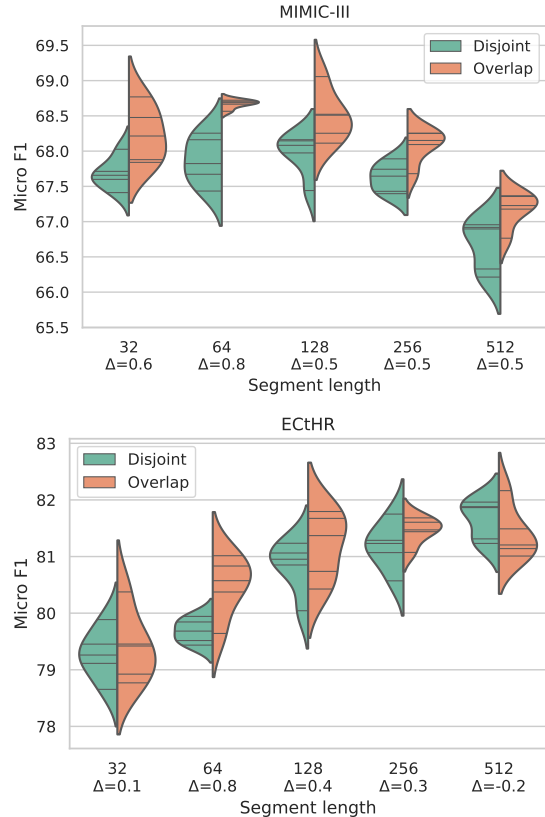 MIMIC-III
Micro F1
69.5
69.0
68.5
68.0
67.5
67.0
66.5
66.0
65.5
Disjoint
Overlap
32 64 128 256 512
Δ=0.6 Δ=0.8 Δ=0.5 Δ=0.5 Δ=0.5
Segment length
ECtHR
Micro F1
83
82
81
80
79
78
Disjoint
Overlap
32 64 128 256 512
Δ=0.1 Δ=0.8 Δ=0.4 Δ=0.3 Δ=-0.2
Segment length